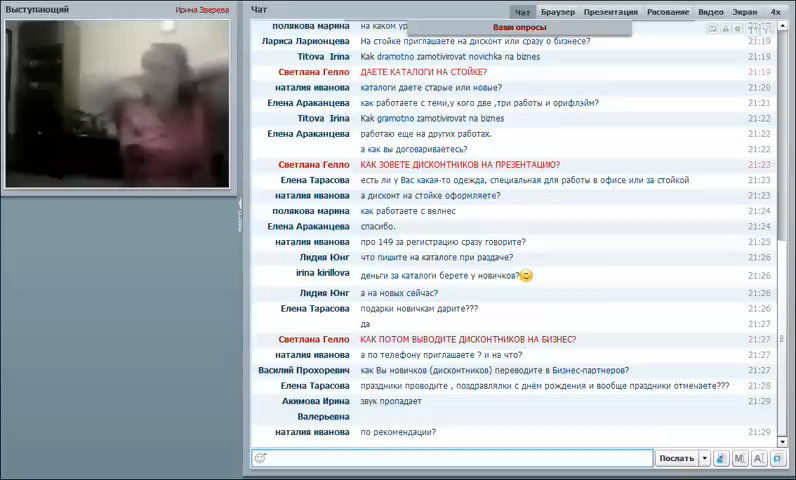 Выступающий Ирина Зверева
Чат Чат Браузер Презентация Рисование Видео Экран 4x
Ваши опросы
полякова марина на каком ур
Лариса Ларионцева На стойке приглашаете на дисконт или сразу о бизнесе? 21:19
Titova Irina Kak dramotno zamotivirovat novichka na biznes 21:19
Светлана Гелло ДАЕТЕ КАТАЛОГИ НА СТОЙКЕ? 21:19
наталия иванова каталоги даете старые или новые? 21:20
Елена Араканцева как работаете с теми,у кого две ,три работы и орифлэйм? 21:21
Titova Irina Kak gramotno zamotivirovat na biznes 21:22
Елена Араканцева работаю еще на других работах. 21:22
а как вы договариваетесь? 21:22
Светлана Гелло КАК ЗОВЕТЕ ДИСКОНТНИКОВ НА ПРЕЗЕНТАЦИЮ? 21:23
Елена Тарасова есть ли у Вас какая-то одежда, специальная для работы в офисе или за стойкой 21:23
наталия иванова а дисконт на стойке оформляете? 21:23
полякова марина как работаете с велнес 21:24
Елена Араканцева спасибо. 21:24
наталия иванова про 149 за регистрацию сразу говорите? 21:25
Лидия Юнг что пишите на каталоге при раздаче? 21:26
irina kirillova деньги за каталоги берете у новичков? 21:26
Лидия Юнг а на новых сейчас? 21:26
Елена Тарасова подарки новичкам дарите??? 21:26
да 21:27
Светлана Гелло КАК ПОТОМ ВЫВОДИТЕ ДИСКОНТНИКОВ НА БИЗНЕС? 21:27
наталия иванова а по телефону приглашаете ? и на что? 21:27
Василий Прохоревич как Вы новичков (дисконтников) переводите в Бизнес-партнеров? 21:27
Елена Тарасова праздники проводите , поздравлялки с днём рождения и вообще праздники отмечаете??? 21:28
Акимова Ирина звук пропадает 21:29
Валерьевна
наталия иванова по рекомендации? 21:29
Послать M A